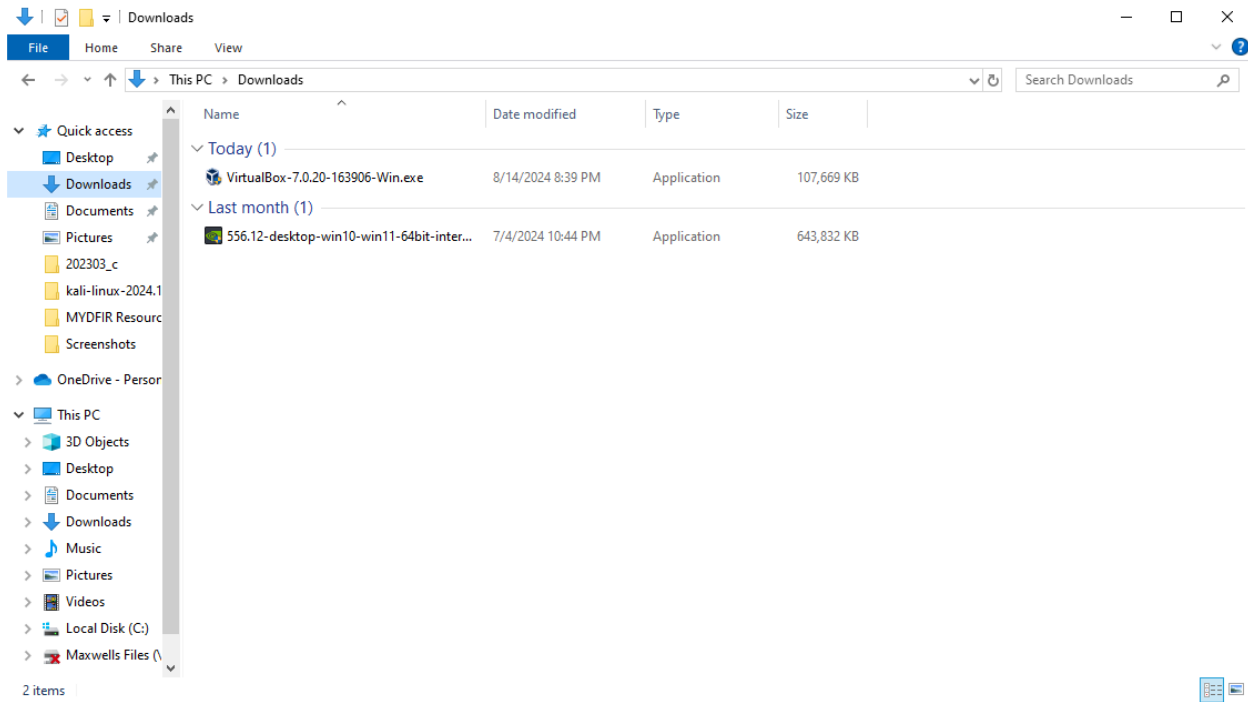 Downloads
File Home Share View
This PC > Downloads
Search Downloads
Quick access
Desktop
Downloads
Documents
Pictures
202303_c
kali-linux-2024.1
MYDFIR Resourc
Screenshots
OneDrive - Person
This PC
3D Objects
Desktop
Documents
Downloads
Music
Pictures
Videos
Local Disk (C:)
Maxwells Files (\
Name Date modified Type Size
Today (1)
VirtualBox-7.0.20-163906-Win.exe 8/14/2024 8:39 PM Application 107,669 KB
Last month (1)
556.12-desktop-win10-win11-64bit-inter... 7/4/2024 10:44 PM Application 643,832 KB
2 items